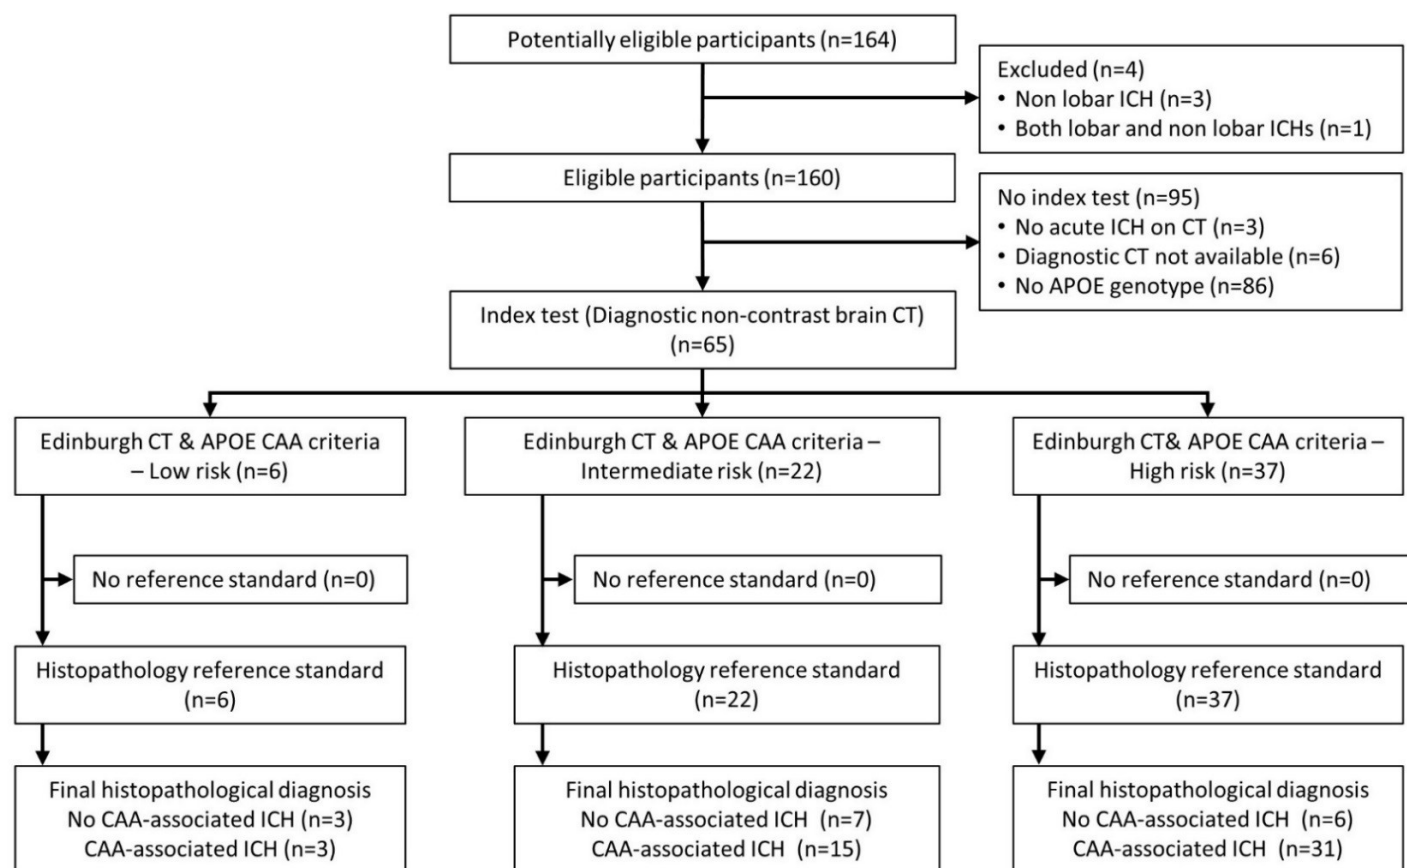 Potentially eligible participants (n=164)
Excluded (n=4)
• Non lobar ICH (n=3)
• Both lobar and non lobar ICHs (n=1)
Eligible participants (n=160)
No index test (n=95)
• No acute ICH on CT (n=3)
• Diagnostic CT not available (n=6)
• No APOE genotype (n=86)
Index test (Diagnostic non-contrast brain CT)
(n=65)
Edinburgh CT & APOE CAA criteria
– Low risk (n=6)
Edinburgh CT & APOE CAA criteria –
Intermediate risk (n=22)
Edinburgh CT& APOE CAA criteria –
High risk (n=37)
No reference standard (n=0)
No reference standard (n=0)
No reference standard (n=0)
Histopathology reference standard
(n=6)
Histopathology reference standard
(n=22)
Histopathology reference standard
(n=37)
Final histopathological diagnosis
No CAA-associated ICH (n=3)
CAA-associated ICH (n=3)
Final histopathological diagnosis
No CAA-associated ICH (n=7)
CAA-associated ICH (n=15)
Final histopathological diagnosis
No CAA-associated ICH (n=6)
CAA-associated ICH (n=31)